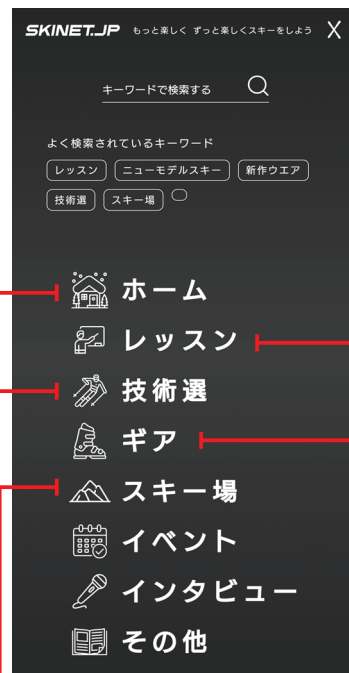 SKINET.JP もっと楽しく ずっと楽しくスキーをしよう X
キーワードで検索する
よく検索されているキーワード
レッスン ニューモデルスキー 新作ウエア
技術選 スキー場
ホーム
レッスン
技術選
ギア
スキー場
イベント
インタビュー
その他